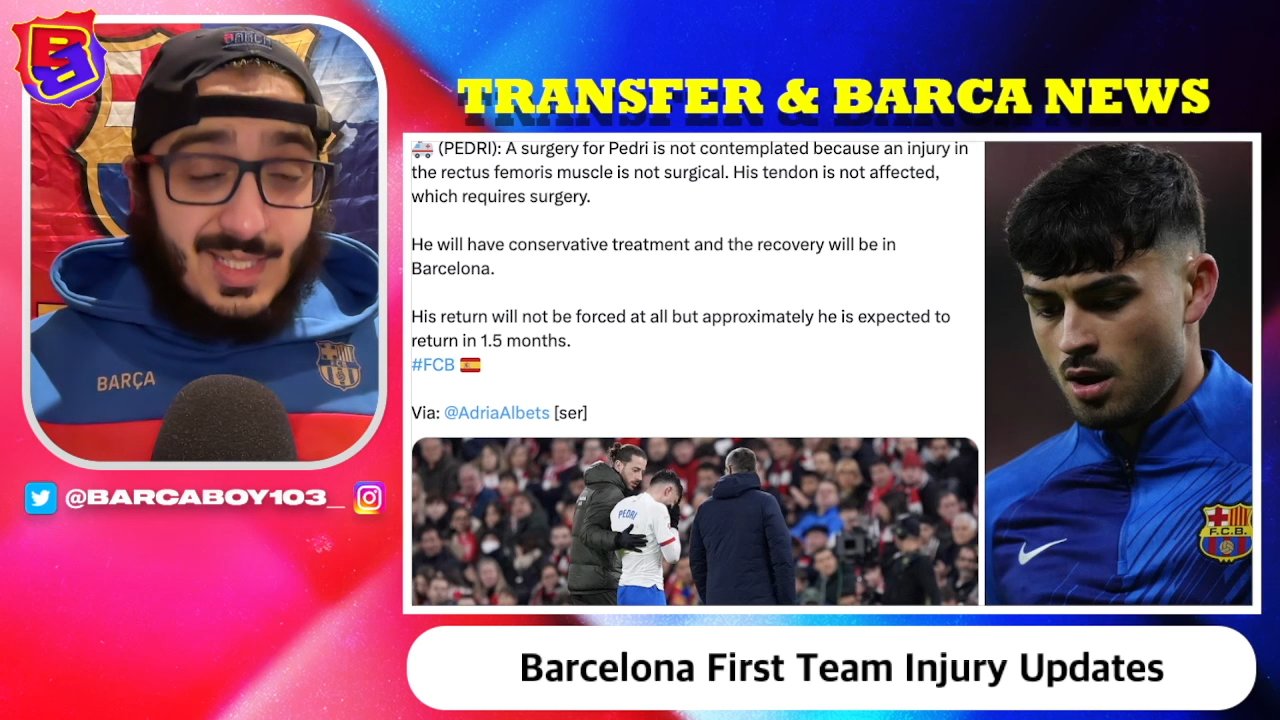 BARÇA
BARÇA
@BARCABOY103_
TRANSFER & BARCA NEWS
🚑 (PEDRI): A surgery for Pedri is not contemplated because an injury in
the rectus femoris muscle is not surgical. His tendon is not affected,
which requires surgery.
He will have conservative treatment and the recovery will be in
Barcelona.
His return will not be forced at all but approximately he is expected to
return in 1.5 months.
#FCB 🇪🇸
Via: @AdriaAlbets [ser]
PEDRI
F.C.B.
Barcelona First Team Injury Updates